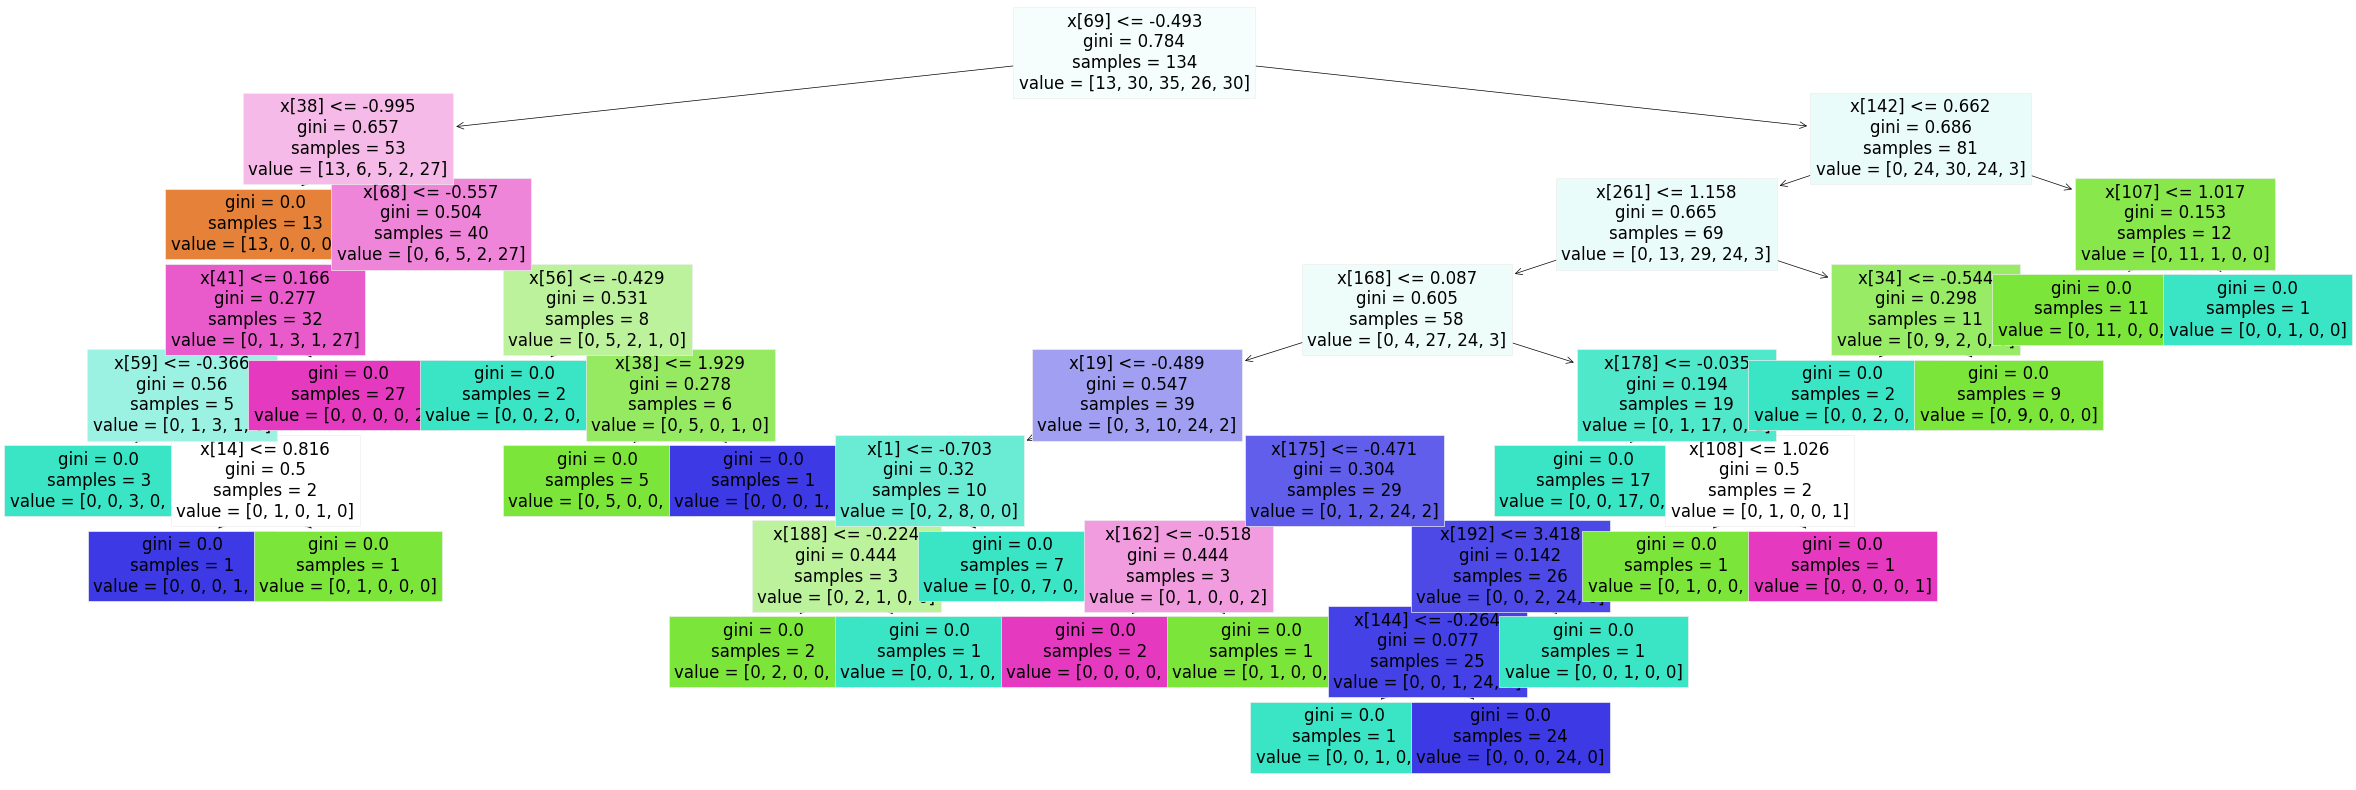 x[69] <= -0.493
gini = 0.784
samples = 134
value = [13, 30, 35, 26, 30]
x[38] <= -0.995
gini = 0.657
samples = 53
value = [13, 6, 5, 2, 27]
x[142] <= 0.662
gini = 0.686
samples = 81
value = [0, 24, 30, 24, 3]
gini = 0.0
samples = 13
value = [13, 0, 0, 0
x[68] <= -0.557
gini = 0.504
samples = 40
value = [0, 6, 5, 2, 27]
x[261] <= 1.158
gini = 0.665
samples = 69
value = [0, 13, 29, 24, 3]
x[107] <= 1.017
gini = 0.153
samples = 12
value = [0, 11, 1, 0, 0]
x[41] <= 0.166
gini = 0.277
samples = 32
value = [0, 1, 3, 1, 27]
x[56] <= -0.429
gini = 0.531
samples = 8
value = [0, 5, 2, 1, 0]
x[168] <= 0.087
gini = 0.605
samples = 58
value = [0, 4, 27, 24, 3]
x[34] <= -0.544
gini = 0.298
samples = 11
value = [0, 9, 2, 0,
gini = 0.0
samples = 11
value = [0, 11, 0, 0,
gini = 0.0
samples = 1
value = [0, 0, 1, 0, 0]
x[59] <= -0.366
gini = 0.56
samples = 5
value = [0, 1, 3, 1,
gini = 0.0
samples = 27
value = [0, 0, 0, 0, 2
gini = 0.0
samples = 2
value = [0, 0, 2, 0,
x[38] <= 1.929
gini = 0.278
samples = 6
value = [0, 5, 0, 1, 0]
x[19] <= -0.489
gini = 0.547
samples = 39
value = [0, 3, 10, 24, 2]
x[178] <= -0.035
gini = 0.194
samples = 19
value = [0, 1, 17, 0,
gini = 0.0
samples = 2
value = [0, 0, 2, 0,
gini = 0.0
samples = 9
value = [0, 9, 0, 0, 0]
gini = 0.0
samples = 3
value = [0, 0, 3, 0,
x[14] <= 0.816
gini = 0.5
samples = 2
value = [0, 1, 0, 1, 0]
gini = 0.0
samples = 5
value = [0, 5, 0, 0,
gini = 0.0
samples = 1
value = [0, 0, 0, 1,
x[1] <= -0.703
gini = 0.32
samples = 10
value = [0, 2, 8, 0, 0]
x[175] <= -0.471
gini = 0.304
samples = 29
value = [0, 1, 2, 24, 2]
gini = 0.0
samples = 17
value = [0, 0, 17, 0,
x[108] <= 1.026
gini = 0.5
samples = 2
value = [0, 1, 0, 0, 1]
gini = 0.0
samples = 1
value = [0, 0, 0, 1,
gini = 0.0
samples = 1
value = [0, 1, 0, 0, 0]
x[188] <= -0.224
gini = 0.444
samples = 3
value = [0, 2, 1, 0, 0]
gini = 0.0
samples = 7
value = [0, 0, 7, 0,
x[162] <= -0.518
gini = 0.444
samples = 3
value = [0, 1, 0, 0, 2]
x[192] <= 3.418
gini = 0.142
samples = 26
value = [0, 0, 2, 24, 0]
gini = 0.0
samples = 1
value = [0, 1, 0, 0,
gini = 0.0
samples = 1
value = [0, 0, 0, 0, 1]
gini = 0.0
samples = 2
value = [0, 2, 0, 0,
gini = 0.0
samples = 1
value = [0, 0, 1, 0,
gini = 0.0
samples = 2
value = [0, 0, 0, 0,
gini = 0.0
samples = 1
value = [0, 1, 0, 0,
x[144] <= -0.264
gini = 0.077
samples = 25
value = [0, 0, 1, 24,
gini = 0.0
samples = 1
value = [0, 0, 1, 0, 0]
gini = 0.0
samples = 1
value = [0, 0, 1, 0,
gini = 0.0
samples = 24
value = [0, 0, 0, 24, 0]